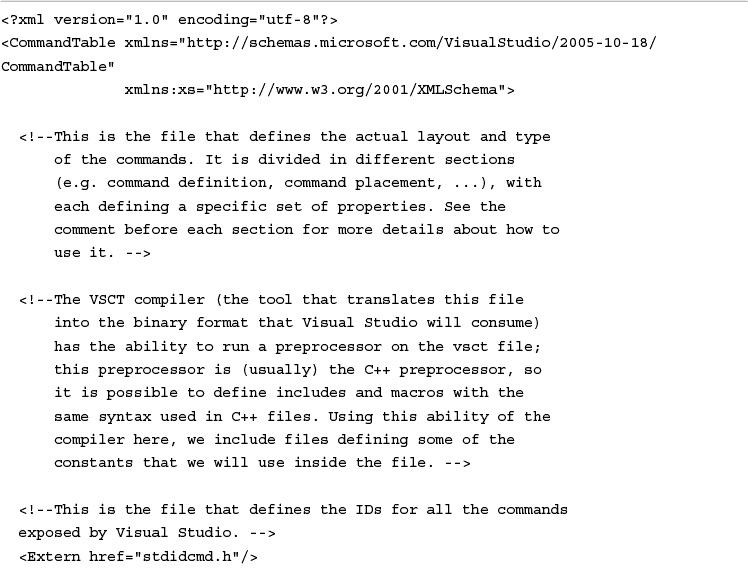 <?xml version="1.0" encoding="utf-8"?>
<CommandTable xmlns="http://schemas.microsoft.com/VisualStudio/2005-10-18/
CommandTable"
xmlns:xs="http://www.w3.org/2001/XMLSchema">
<!--This is the file that defines the actual layout and type
of the commands. It is divided in different sections
(e.g. command definition, command placement, ...), with
each defining a specific set of properties. See the
comment before each section for more details about how to
use it. -->
<!--The VSCT compiler (the tool that translates this file
into the binary format that Visual Studio will consume)
has the ability to run a preprocessor on the vsct file;
this preprocessor is (usually) the C++ preprocessor, so
it is possible to define includes and macros with the
same syntax used in C++ files. Using this ability of the
compiler here, we include files defining some of the
constants that we will use inside the file. -->
<!--This is the file that defines the IDs for all the commands
exposed by Visual Studio. -->
<Extern href="stdidcmd.h"/>